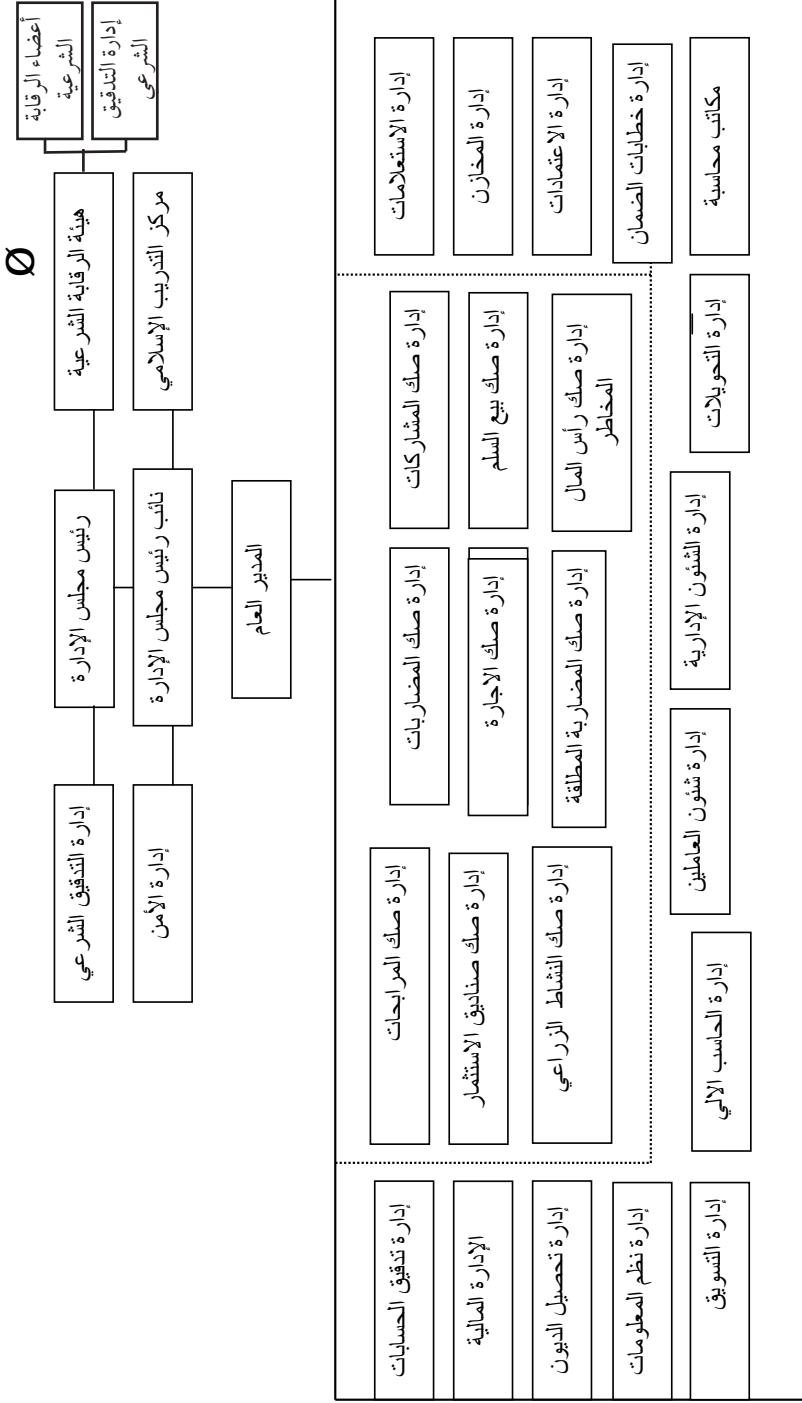 أعضاء الرقابة
الشرعية
إدارة التدقيق
الشرعي
Ø
هيئة الرقابة الشرعية
رئيس مجلس الإدارة
إدارة التدقيق الشرعي
مركز التدريب الإسلامي
نائب رئيس مجلس الإدارة
إدارة الأمن
المدير العام
إدارة الاستعلامات
إدارة المخازن
إدارة الاعتمادات
إدارة خطابات الضمان
مكاتب محاسبة
إدارة صك المشاركات
إدارة صك المضاربات
إدارة صك المرابحات
إدارة صك بيع السلم
إدارة صك الاجارة
إدارة صك صناديق الاستثمار
إدارة صك رأس المال
المخاطر
إدارة صك المضاربة المطلقة
إدارة صك النشاط الزراعي
إدارة تدقيق الحسابات
الإدارة المالية
إدارة تحصيل الديون
إدارة نظم المعلومات
إدارة التسويق
إدارة التحويلات
إدارة الشئون الإدارية
إدارة شئون العاملين
إدارة الحاسب الالي